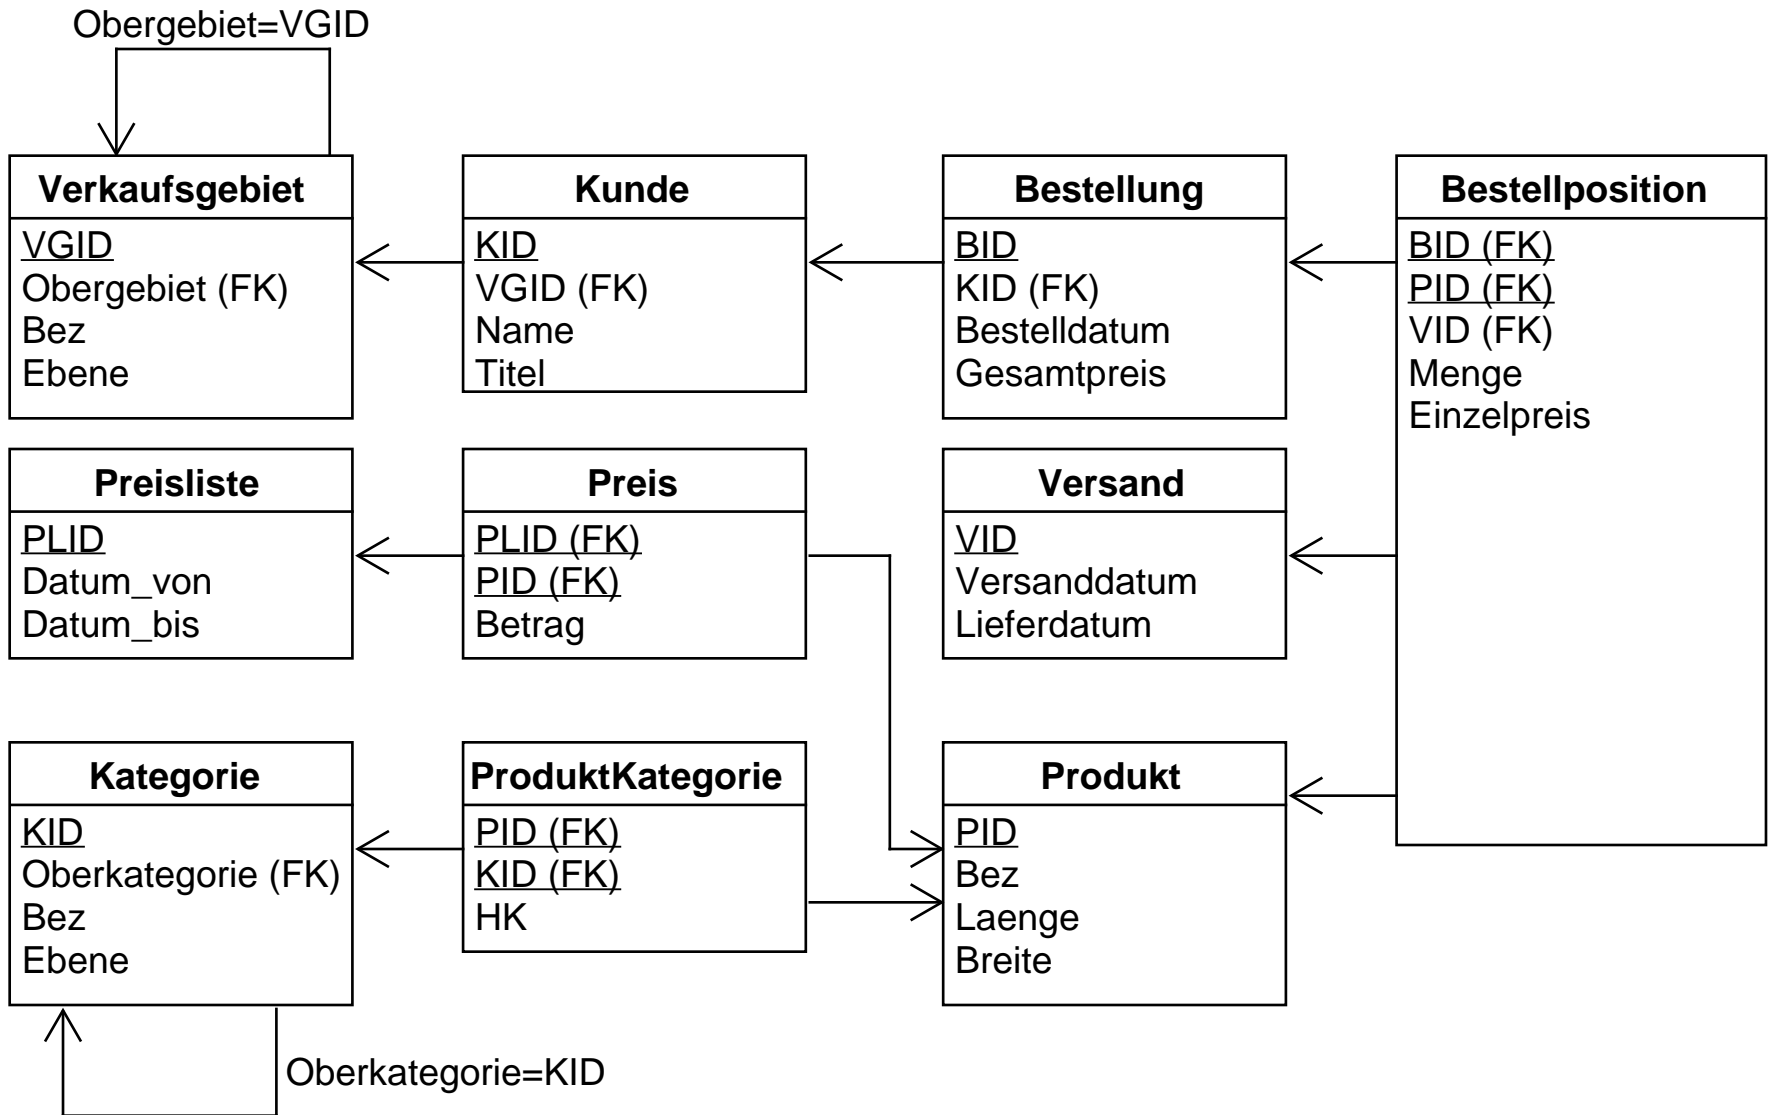 Obergebiet=VGID
Verkaufsgebiet
VGID
Obergebiet (FK)
Bez
Ebene
Kunde
KID
VGID (FK)
Name
Titel
Bestellung
BID
KID (FK)
Bestelldatum
Gesamtpreis
Bestellposition
BID (FK)
PID (FK)
VID (FK)
Menge
Einzelpreis
Preisliste
PLID
Datum_von
Datum_bis
Preis
PLID (FK)
PID (FK)
Betrag
Versand
VID
Versanddatum
Lieferdatum
Kategorie
KID
Oberkategorie (FK)
Bez
Ebene
ProduktKategorie
PID (FK)
KID (FK)
HK
Produkt
PID
Bez
Laenge
Breite
Oberkategorie=KID